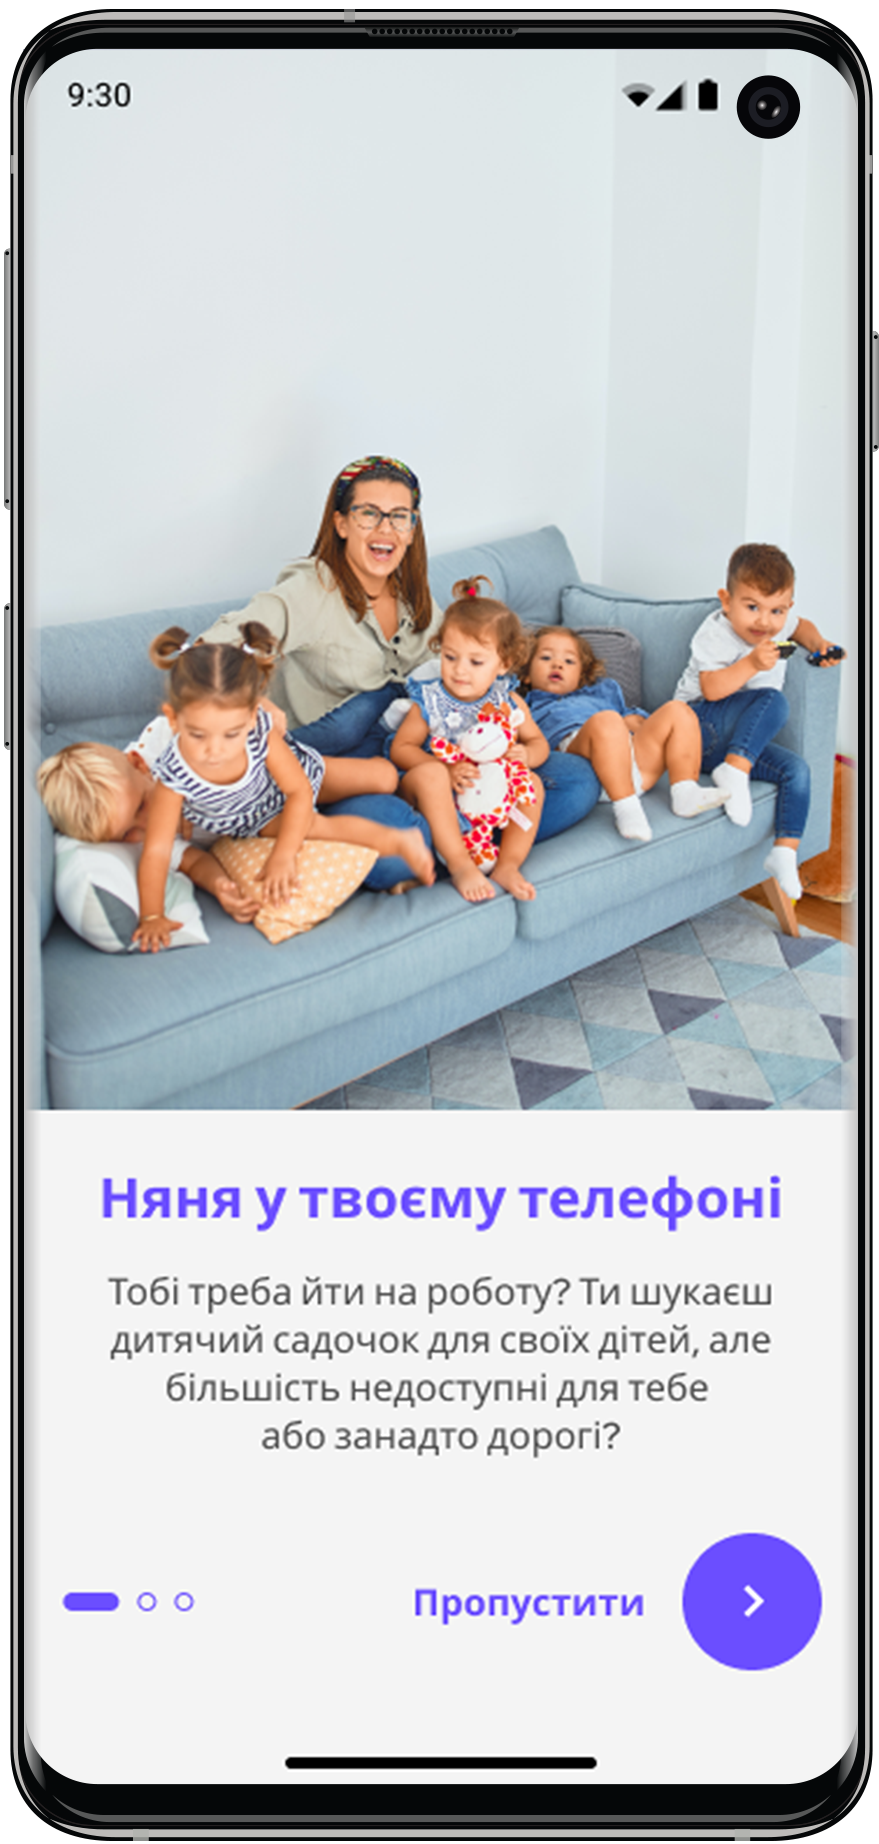 9:30
Няня у твоєму телефоні
Тобі треба йти на роботу? Ти шукаєш
дитячий садочок для своїх дітей, але
більшість недоступні для тебе
або занадто дорогі?
Пропустити